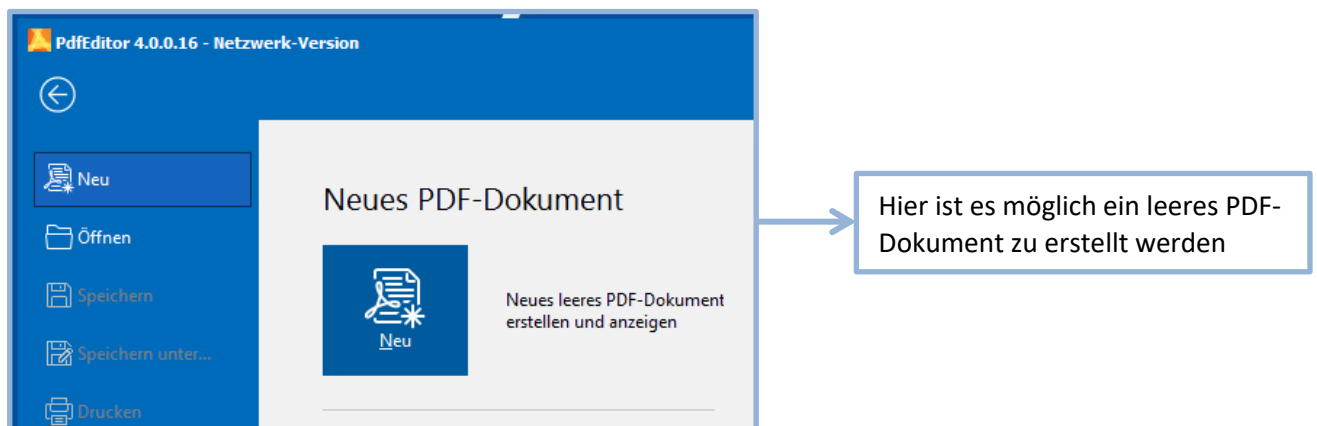 PdfEditor 4.0.0.16 - Netzwerk-Version
Neu
Öffnen
Speichern
Speichern unter...
Drucken
Neues PDF-Dokument
Neu
Neues leeres PDF-Dokument
erstellen und anzeigen
Hier ist es möglich ein leeres PDF-
Dokument zu erstellt werden